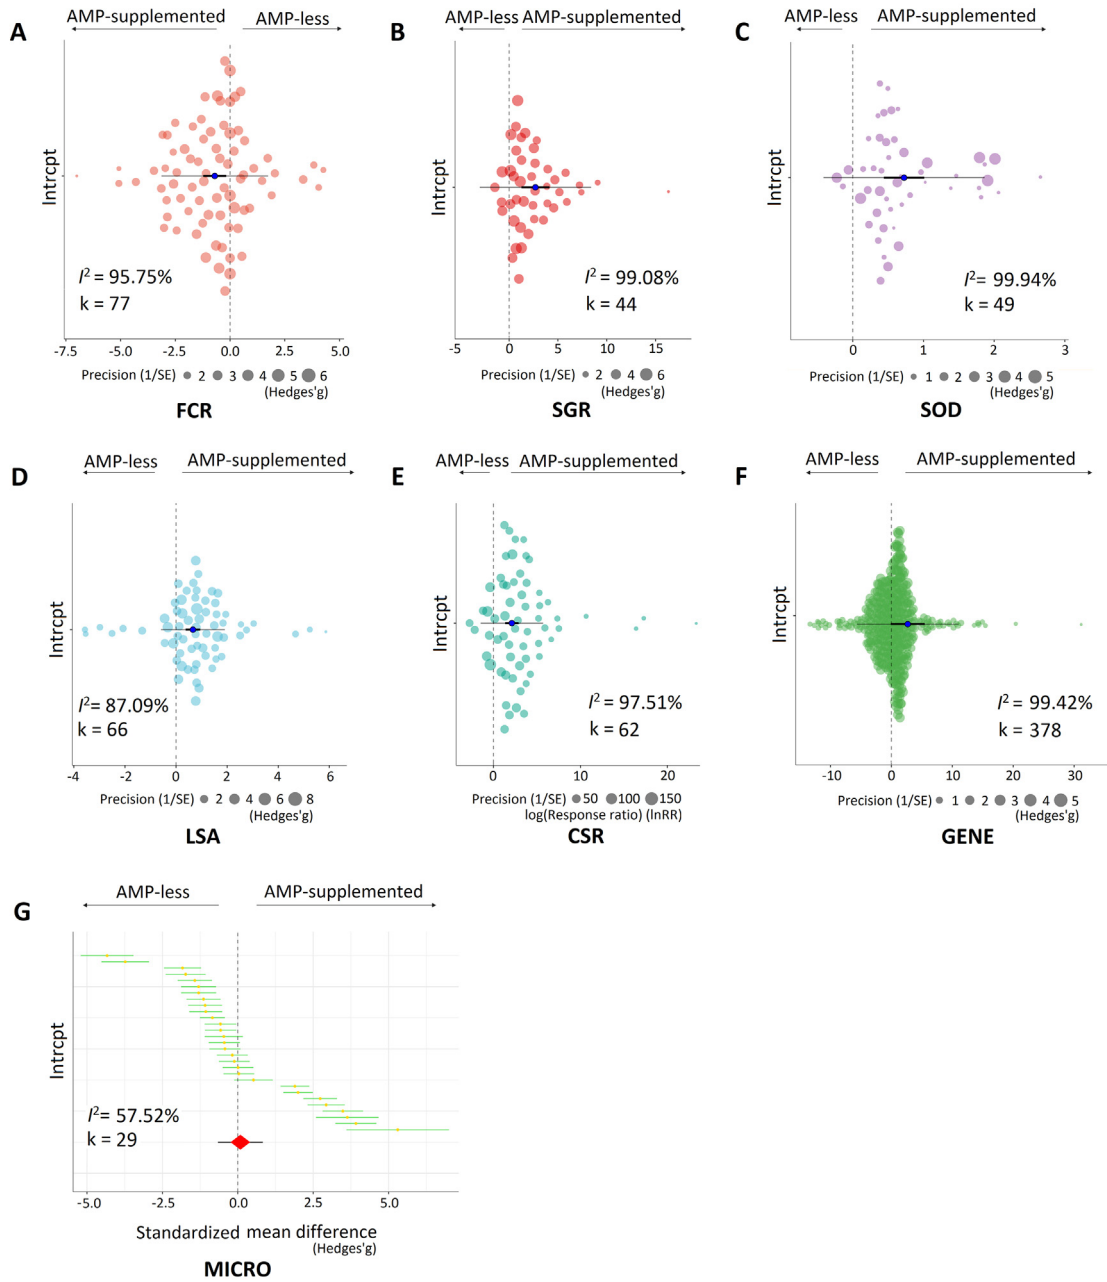 A
AMP-supplemented AMP-less
Intrcpt
I² = 95.75%
k = 77
-7.5 -5.0 -2.5 0.0 2.5 5.0
Precision (1/SE) 2 3 4 5 6
(Hedges'g)
FCR
B
AMP-less AMP-supplemented
Intrcpt
I² = 99.08%
k = 44
-5 0 5 10 15
Precision (1/SE) 2 4 6
(Hedges'g)
SGR
C
AMP-less AMP-supplemented
Intrcpt
I²= 99.94%
k = 49
0 1 2 3
Precision (1/SE) 1 2 3 4 5
(Hedges'g)
SOD
D
AMP-less AMP-supplemented
Intrcpt
I²= 87.09%
k = 66
-4 -2 0 2 4 6
Precision (1/SE) 2 4 6 8
(Hedges'g)
LSA
E
AMP-less AMP-supplemented
Intrcpt
I² = 97.51%
k = 62
0 10 20
Precision (1/SE) 50 100 150
log(Response ratio) (lnRR)
CSR
F
AMP-less AMP-supplemented
Intrcpt
I² = 99.42%
k = 378
-10 0 10 20 30
Precision (1/SE) 1 2 3 4 5
(Hedges'g)
GENE
G
AMP-less AMP-supplemented
Intrcpt
I²= 57.52%
k = 29
-5.0 -2.5 0.0 2.5 5.0
Standardized mean difference
(Hedges'g)
MICRO